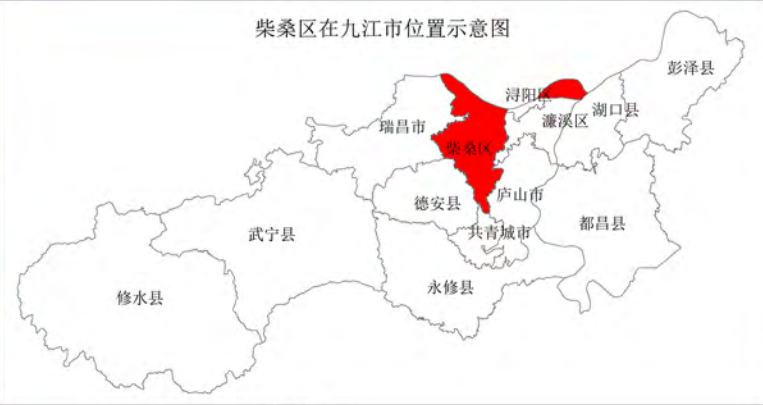 柴桑区在九江市位置示意图
彭泽县
浔阳区
湖口县
濂溪区
瑞昌市
柴桑区
庐山市
德安县
都昌县
共青城市
武宁县
永修县
修水县